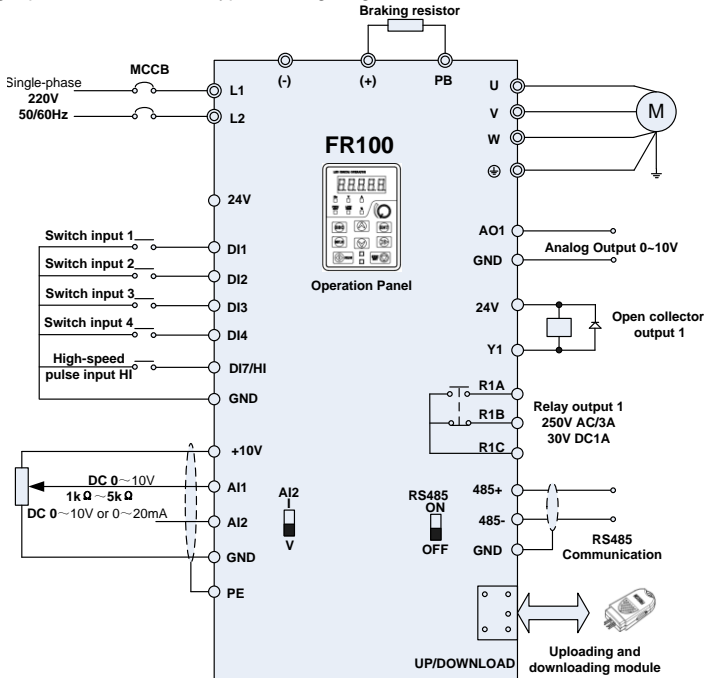 Braking resistor
MCCB
Single-phase
220V
50/60Hz
L1
L2
(-)
(+)
PB
U
V
W
M
FR100
Operation Panel
24V
Switch input 1
DI1
Switch input 2
DI2
Switch input 3
DI3
Switch input 4
DI4
High-speed
pulse input HI
DI7/HI
GND
+10V
DC 0～10V
1kΩ～5kΩ
AI1
DC 0～10V or 0～20mA
AI2
GND
PE
AI2
I
V
RS485
ON
OFF
AO1
Analog Output 0~10V
GND
24V
Open collector
output 1
Y1
R1A
R1B
R1C
Relay output 1
250V AC/3A
30V DC1A
485+
485-
GND
RS485
Communication
UP/DOWNLOAD
Uploading and
downloading module